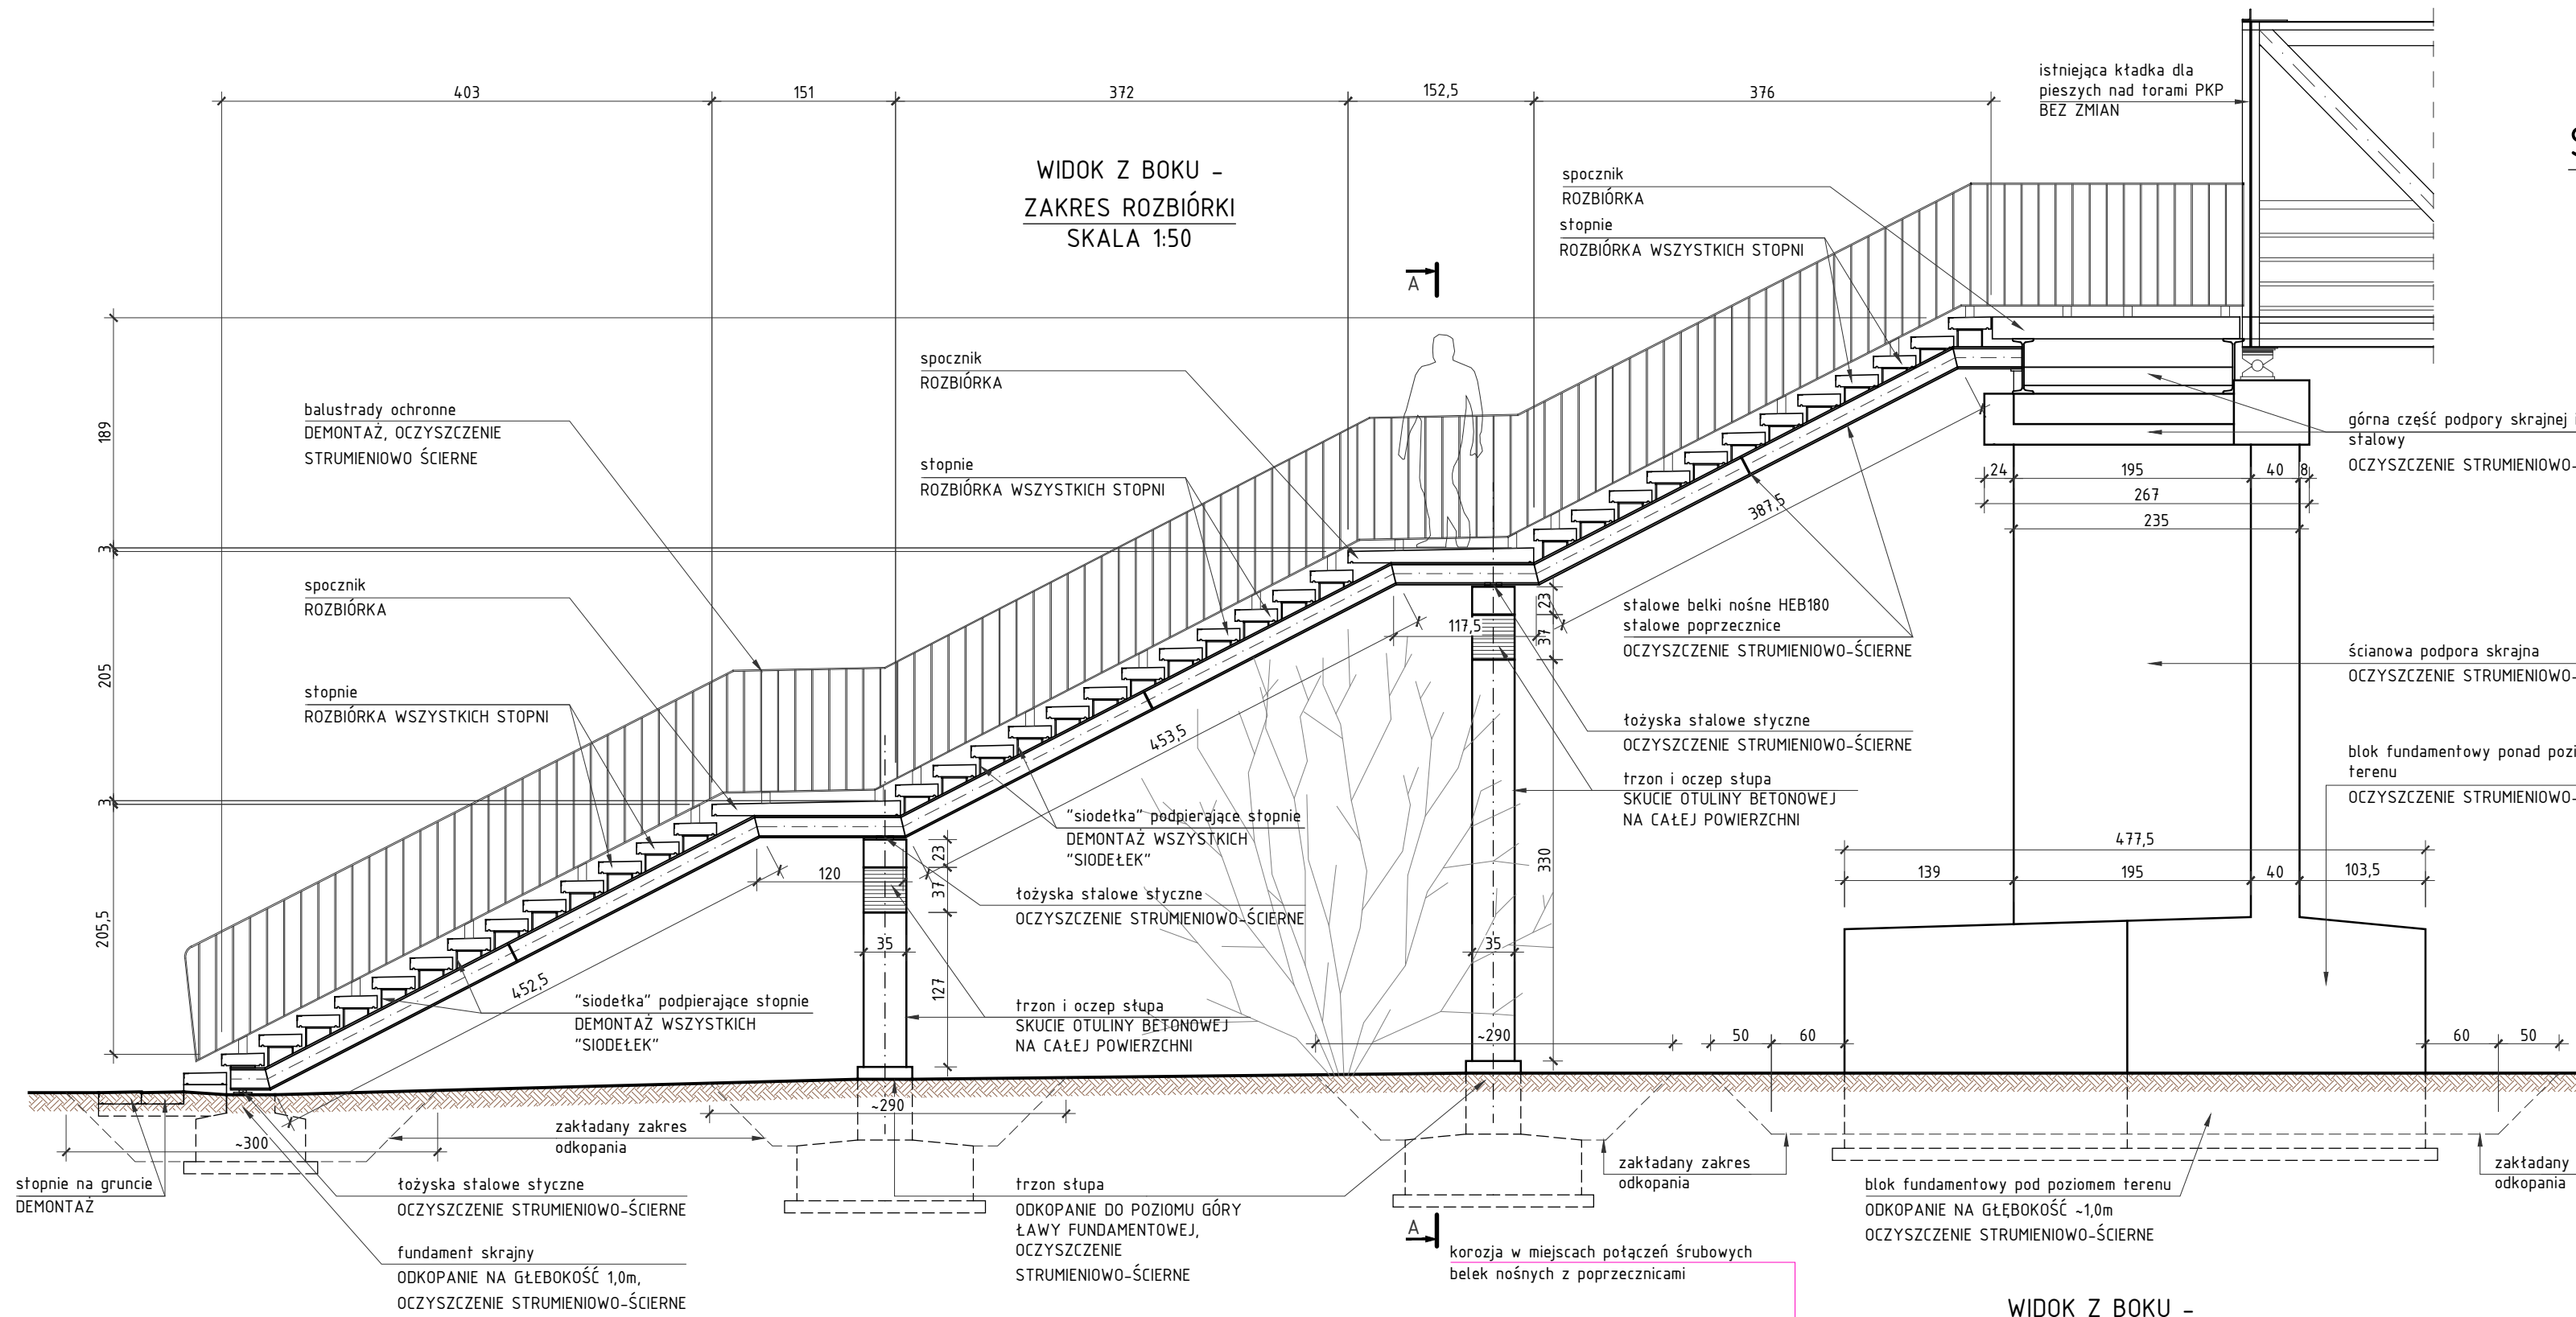 403
151
372
152,5
376
istniejąca kładka dla
pieszych nad torami PKP
BEZ ZMIAN
WIDOK Z BOKU -
ZAKRES ROZBIÓRKI
SKALA 1:50
A
spocznik
ROZBIÓRKA
stopnie
ROZBIÓRKA WSZYSTKICH STOPNI
spocznik
ROZBIÓRKA
stopnie
ROZBIÓRKA WSZYSTKICH STOPNI
balustrady ochronne
DEMONTAŻ, OCZYSZCZENIE
STRUMIENIOWO ŚCIERNE
spocznik
ROZBIÓRKA
stopnie
ROZBIÓRKA WSZYSTKICH STOPNI
189
3
205
3
205,5
górna część podpory skrajnej
stalowy
OCZYSZCZENIE STRUMIENIOWO-
24
195
40
8
267
235
387,5
23
37
117,5
stalowe belki nośne HEB180
stalowe poprzecznice
OCZYSZCZENIE STRUMIENIOWO-ŚCIERNE
ścianowa podpora skrajna
OCZYSZCZENIE STRUMIENIOWO-
łożyska stalowe styczne
OCZYSZCZENIE STRUMIENIOWO-ŚCIERNE
453,5
trzon i oczep słupa
SKUCIE OTULINY BETONOWEJ
NA CAŁEJ POWIERZCHNI
blok fundamentowy ponad
terenu
OCZYSZCZENIE STRUMIENIOWO-
"siodełka" podpierające stopnie
DEMONTAŻ WSZYSTKICH
"SIODEŁEK"
23
37
120
330
477,5
139
195
40
103,5
łożyska stalowe styczne
OCZYSZCZENIE STRUMIENIOWO-ŚCIERNE
35
35
127
452,5
"siodełka" podpierające stopnie
DEMONTAŻ WSZYSTKICH
"SIODEŁEK"
trzon i oczep słupa
SKUCIE OTULINY BETONOWEJ
NA CAŁEJ POWIERZCHNI
~290
50
60
60
50
~290
~300
zakładany zakres
odkopania
zakładany zakres
odkopania
zakładany
odkopania
stopnie na gruncie
DEMONTAŻ
łożyska stalowe styczne
OCZYSZCZENIE STRUMIENIOWO-ŚCIERNE
trzon słupa
ODKOPANIE DO POZIOMU GÓRY
ŁAWY FUNDAMENTOWEJ,
OCZYSZCZENIE
STRUMIENIOWO-ŚCIERNE
blok fundamentowy pod poziomem terenu
ODKOPANIE NA GŁĘBOKOŚĆ ~1,0m
OCZYSZCZENIE STRUMIENIOWO-ŚCIERNE
A
fundament skrajny
ODKOPANIE NA GŁEBOKOŚĆ 1,0m,
OCZYSZCZENIE STRUMIENIOWO-ŚCIERNE
korozja w miejscach połączeń śrubowych
belek nośnych z poprzecznicami
WIDOK Z BOKU -